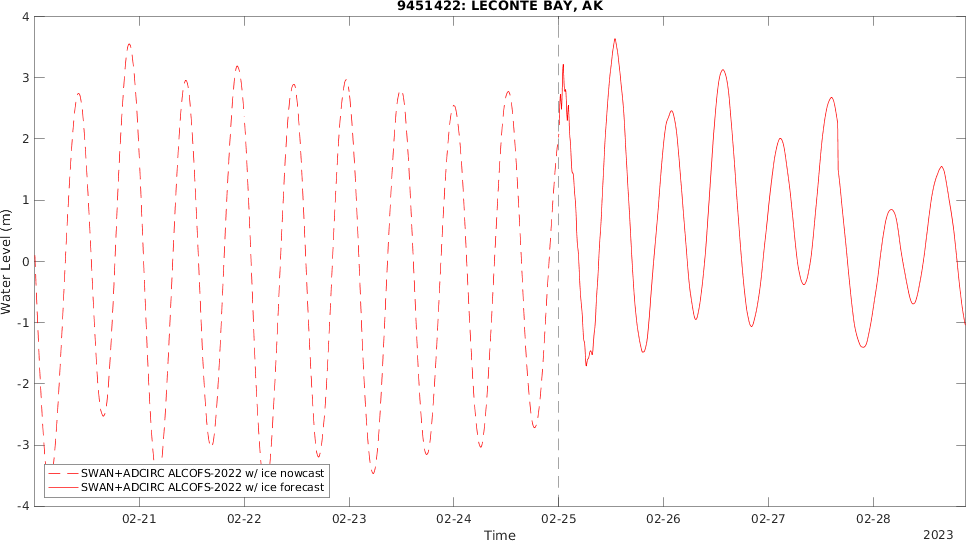 9451422: LECONTE BAY, AK
4
3
2
1
0
-1
-2
-3
-4
Water Level (m)
SWAN+ADCIRC ALCOFS-2022 w/ ice nowcast
SWAN+ADCIRC ALCOFS-2022 w/ ice forecast
02-21 02-22 02-23 02-24 02-25 02-26 02-27 02-28
Time
2023